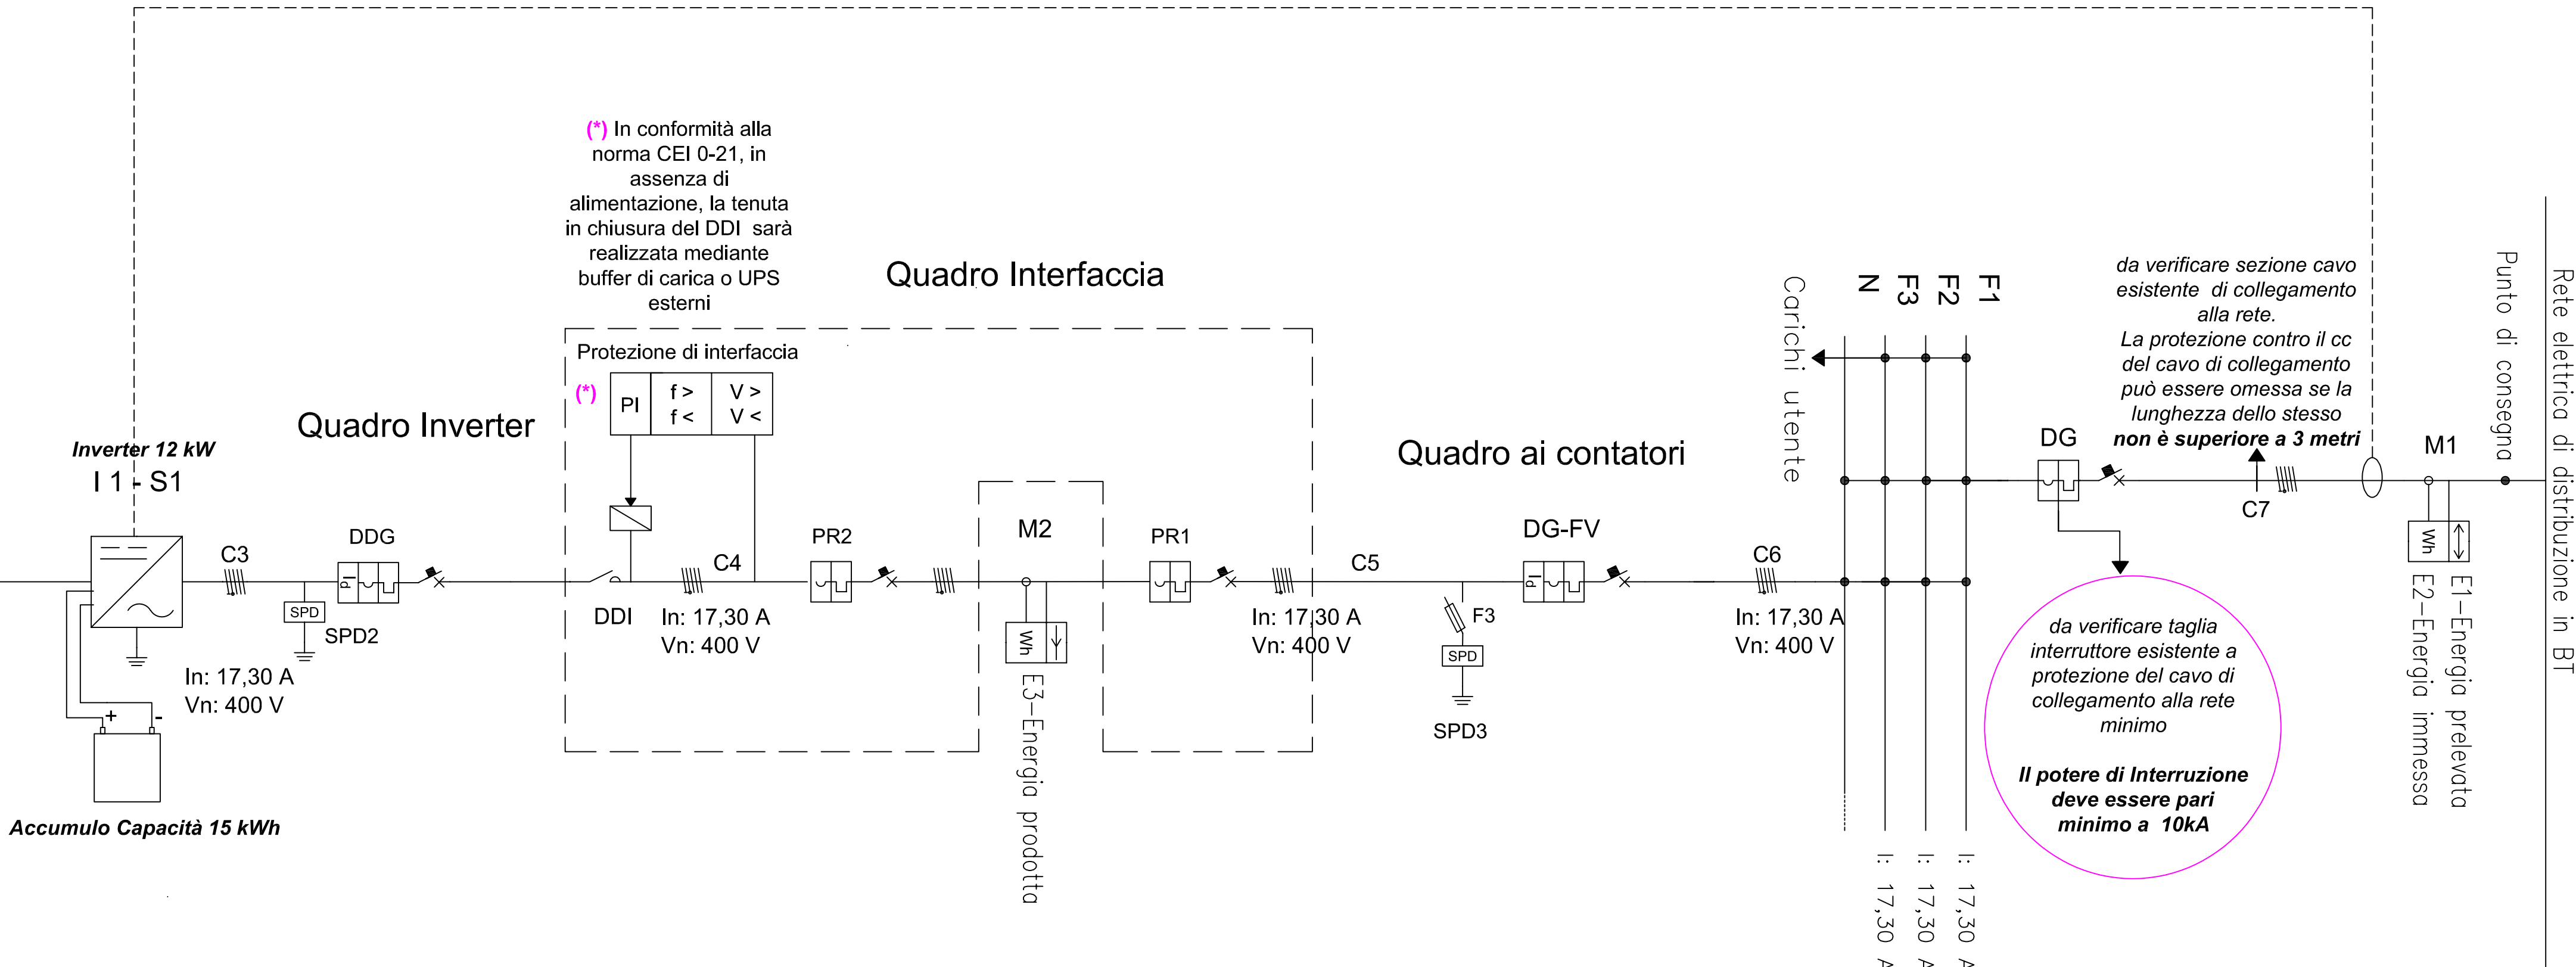 (*) In conformità alla
norma CEI 0-21, in
assenza di
alimentazione, la tenuta
in chiusura del DDI sarà
realizzata mediante
buffer di carica o UPS
esterni
Quadro Interfaccia
Protezione di interfaccia
(*)
PI
f >
f <
V >
V <
Quadro Inverter
Inverter 12 kW
I 1 - S1
C3
SPD
SPD2
In: 17,30 A
Vn: 400 V
+
-
Accumulo Capacità 15 kWh
DDG
Id
DDI
C4
In: 17,30 A
Vn: 400 V
PR2
M2
Wh
E3-Energia prodotta
PR1
In: 17,30 A
Vn: 400 V
C5
Quadro ai contatori
F3
SPD
SPD3
DG-FV
Id
C6
In: 17,30 A
Vn: 400 V
Carichi utente
N
F3
F2
F1
I: 17,30 A
I: 17,30 A
I: 17,30 A
DG
da verificare sezione cavo
esistente di collegamento
alla rete.
La protezione contro il cc
del cavo di collegamento
può essere omessa se la
lunghezza dello stesso
non è superiore a 3 metri
C7
da verificare taglia
interruttore esistente a
protezione del cavo di
collegamento alla rete
minimo
Il potere di Interruzione
deve essere pari
minimo a 10kA
M1
Wh
E1-Energia prelevata
E2-Energia immessa
Punto di consegna
Rete elettrica di distribuzione in BT